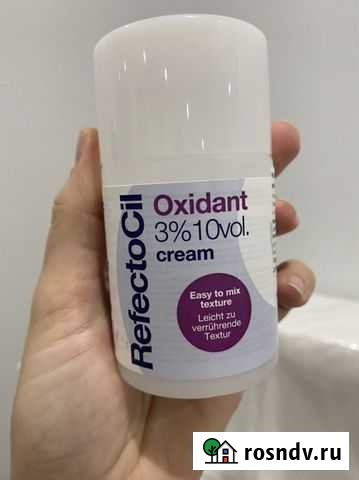 RefectoCil
Oxidant
3%10vol.
cream
Easy to mix
texture
Leicht zu
verrührende
Textur
rosndv.ru